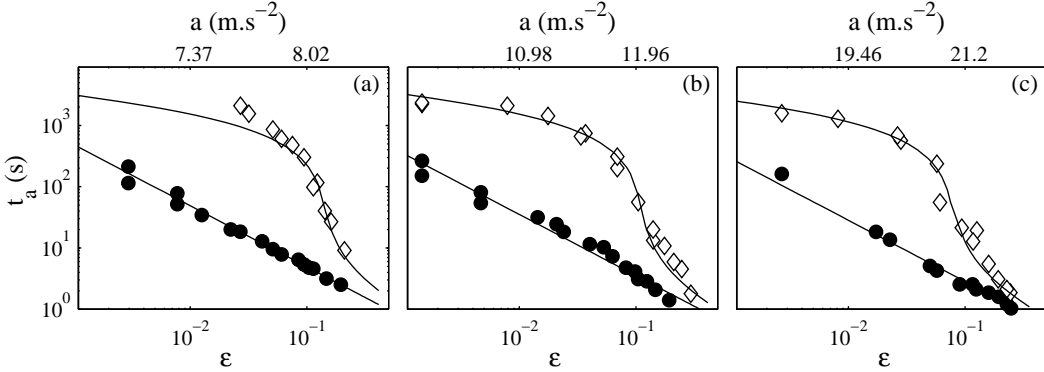 a (m.s⁻²) a (m.s⁻²) a (m.s⁻²)
7.37 8.02 10.98 11.96 19.46 21.2
(a) (b) (c)
10³
10²
10¹
10⁰
tₐ (s)
10⁻² 10⁻¹ 10⁻² 10⁻¹ 10⁻² 10⁻¹
ε ε ε